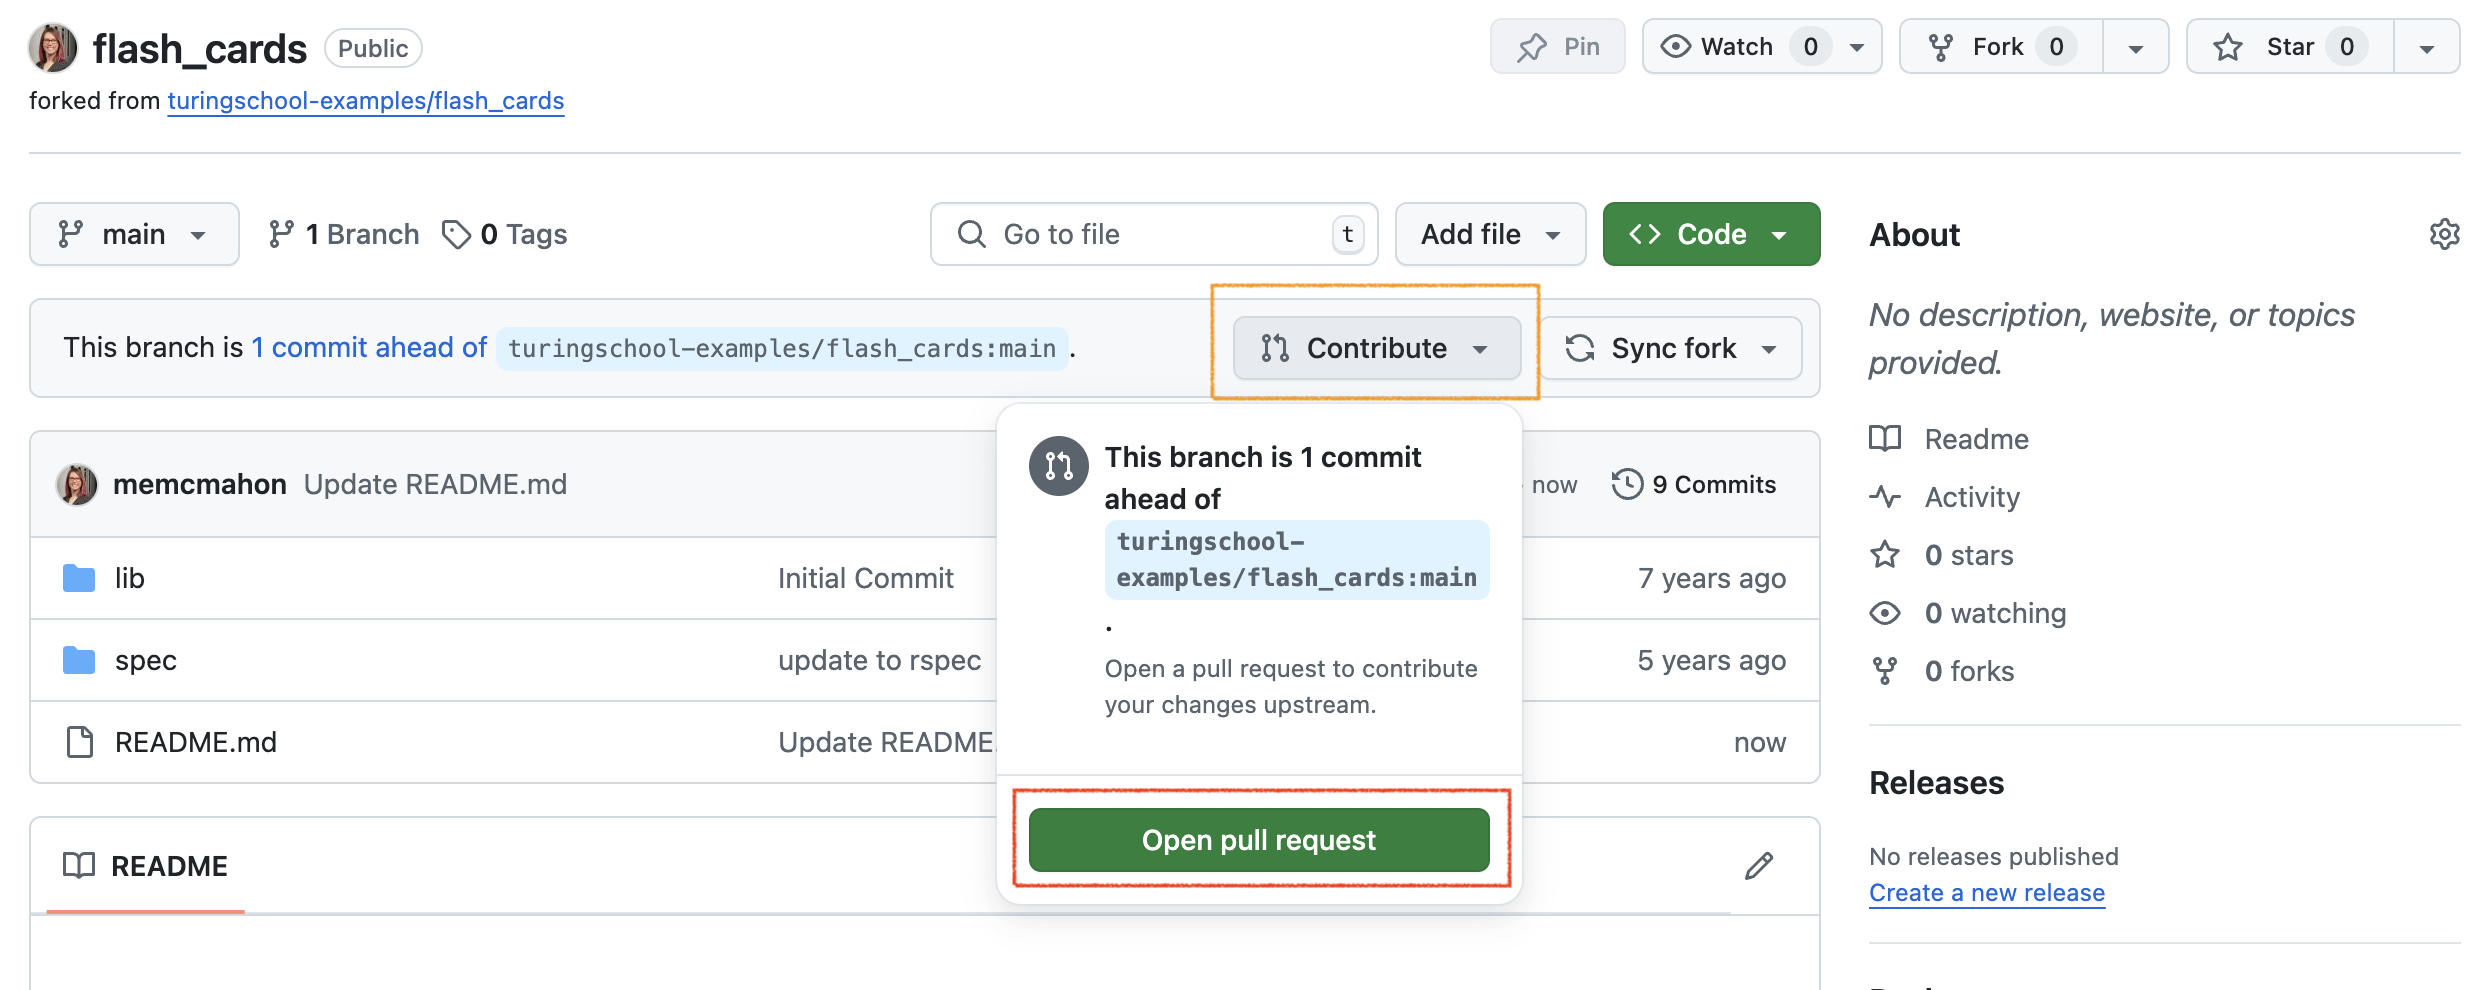 flash_cards Public Pin Watch 0 Fork 0 Star 0
forked from turingschool-examples/flash_cards
main 1 Branch 0 Tags Go to file t Add file Code
This branch is 1 commit ahead of turingschool-examples/flash_cards:main . Contribute Sync fork
memcmahon Update README.md now 9 Commits
lib Initial Commit 7 years ago
spec update to rspec 5 years ago
README.md Update README. now
This branch is 1 commit
ahead of
turingschool-
examples/flash_cards:main
.
Open a pull request to contribute
your changes upstream.
Open pull request
README
About
No description, website, or topics
provided.
Readme
Activity
0 stars
0 watching
0 forks
Releases
No releases published
Create a new release